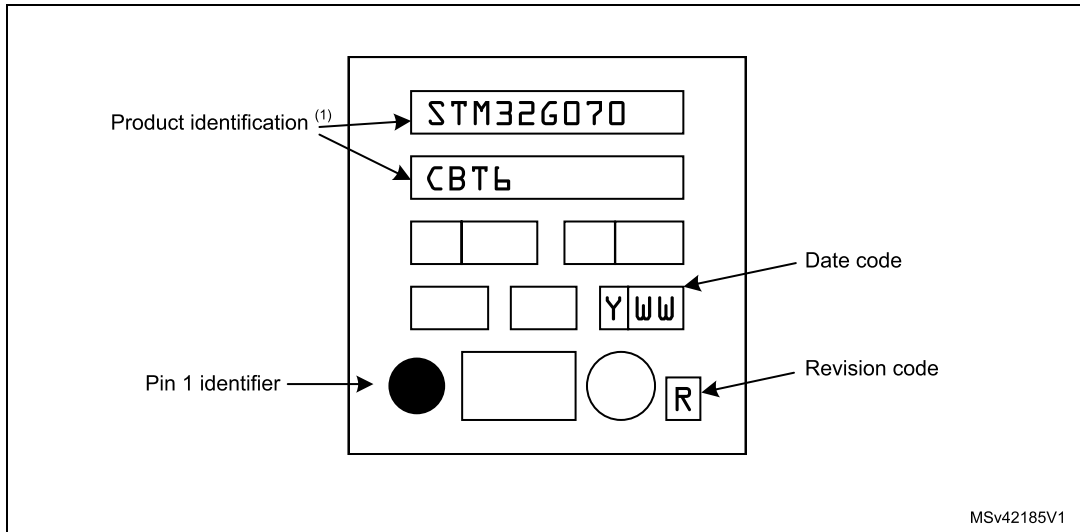 Product identification (1)
STM32G070
CBT6
Date code
Y WW
Pin 1 identifier
Revision code
R
MSv42185V1